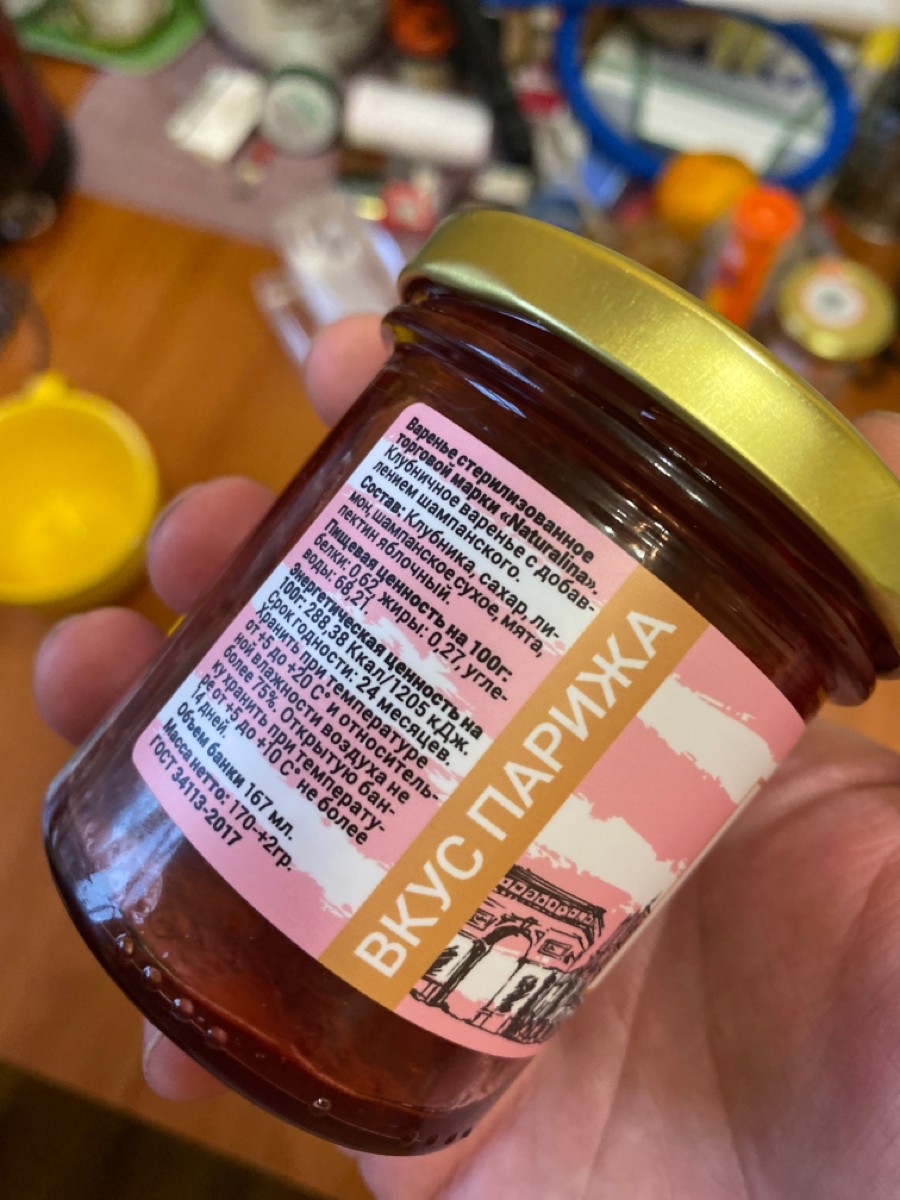 Варенье стерилизованное
торговой марки «Naturalina».
Клубничное варенье с добав-
лением шампанского.
Состав: Клубника, сахар, ли-
мон, шампанское сухое, мята,
пектин яблочный.
Пищевая ценность на 100г:
белки: 0,62, жиры: 0,27, угле-
воды: 68,21.
Энергетическая ценность на
100г: 288,38 Ккал/1205 кДж.
Срок годности: 24 месяцев.
Хранить при температуре
от +5 до +20 С° и относитель-
ной влажности воздуха не
более 75%. Открытую бан-
ку хранить при температу-
ре от +5 до +10 С°- не более
14 дней.
Объем банки 167 мл.
Масса нетто: 170-+2гр.
ГОСТ 34113-2017
ВКУС ПАРИЖА